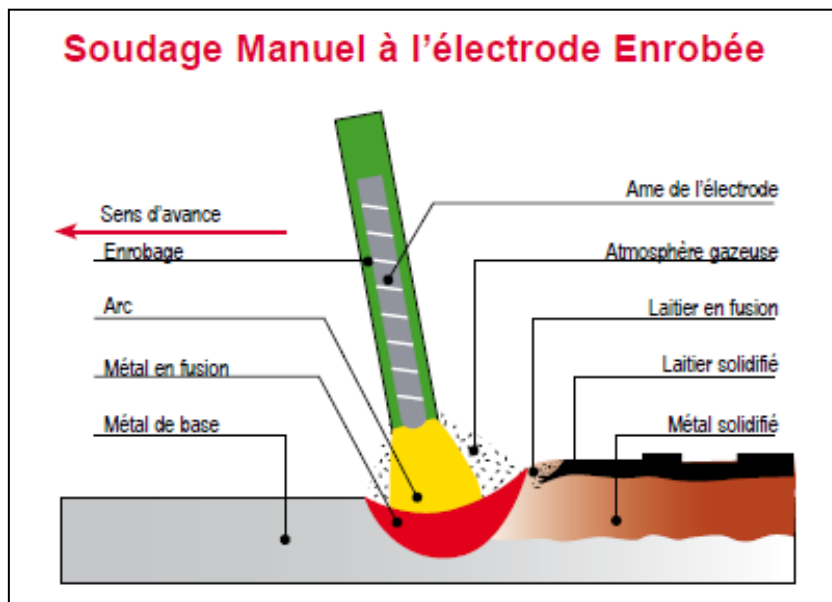 Soudage Manuel à l'électrode Enrobée
Sens d'avance
Enrobage
Arc
Métal en fusion
Métal de base
Ame de l'électrode
Atmosphère gazeuse
Laitier en fusion
Laitier solidifié
Métal solidifié